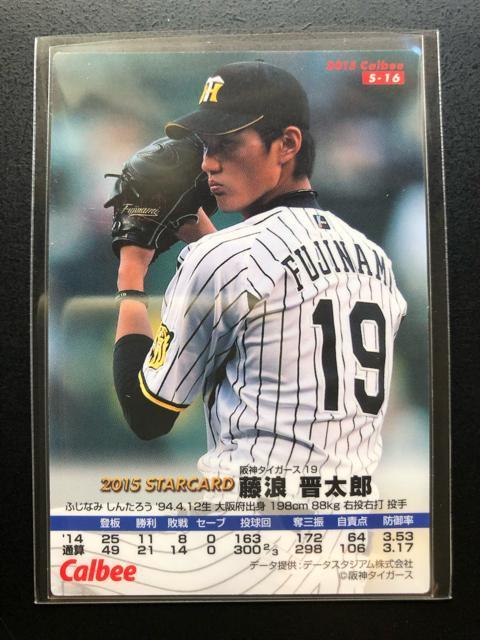 2015 Calbee
S-16
Fujinami
FUJINAMI
19
阪神タイガース 19
2015 STARCARD 藤浪 晋太郎
ふじなみ しんたろう '94.4.12生 大阪府出身 198cm 88kg 右投右打 投手
登板 勝利 敗戦 セーブ 投球回 奪三振 自責点 防御率
'14 25 11 8 0 163 172 64 3.53
通算 49 21 14 0 300 2/3 298 106 3.17
Calbee
データ提供:データスタジアム株式会社
©阪神タイガース